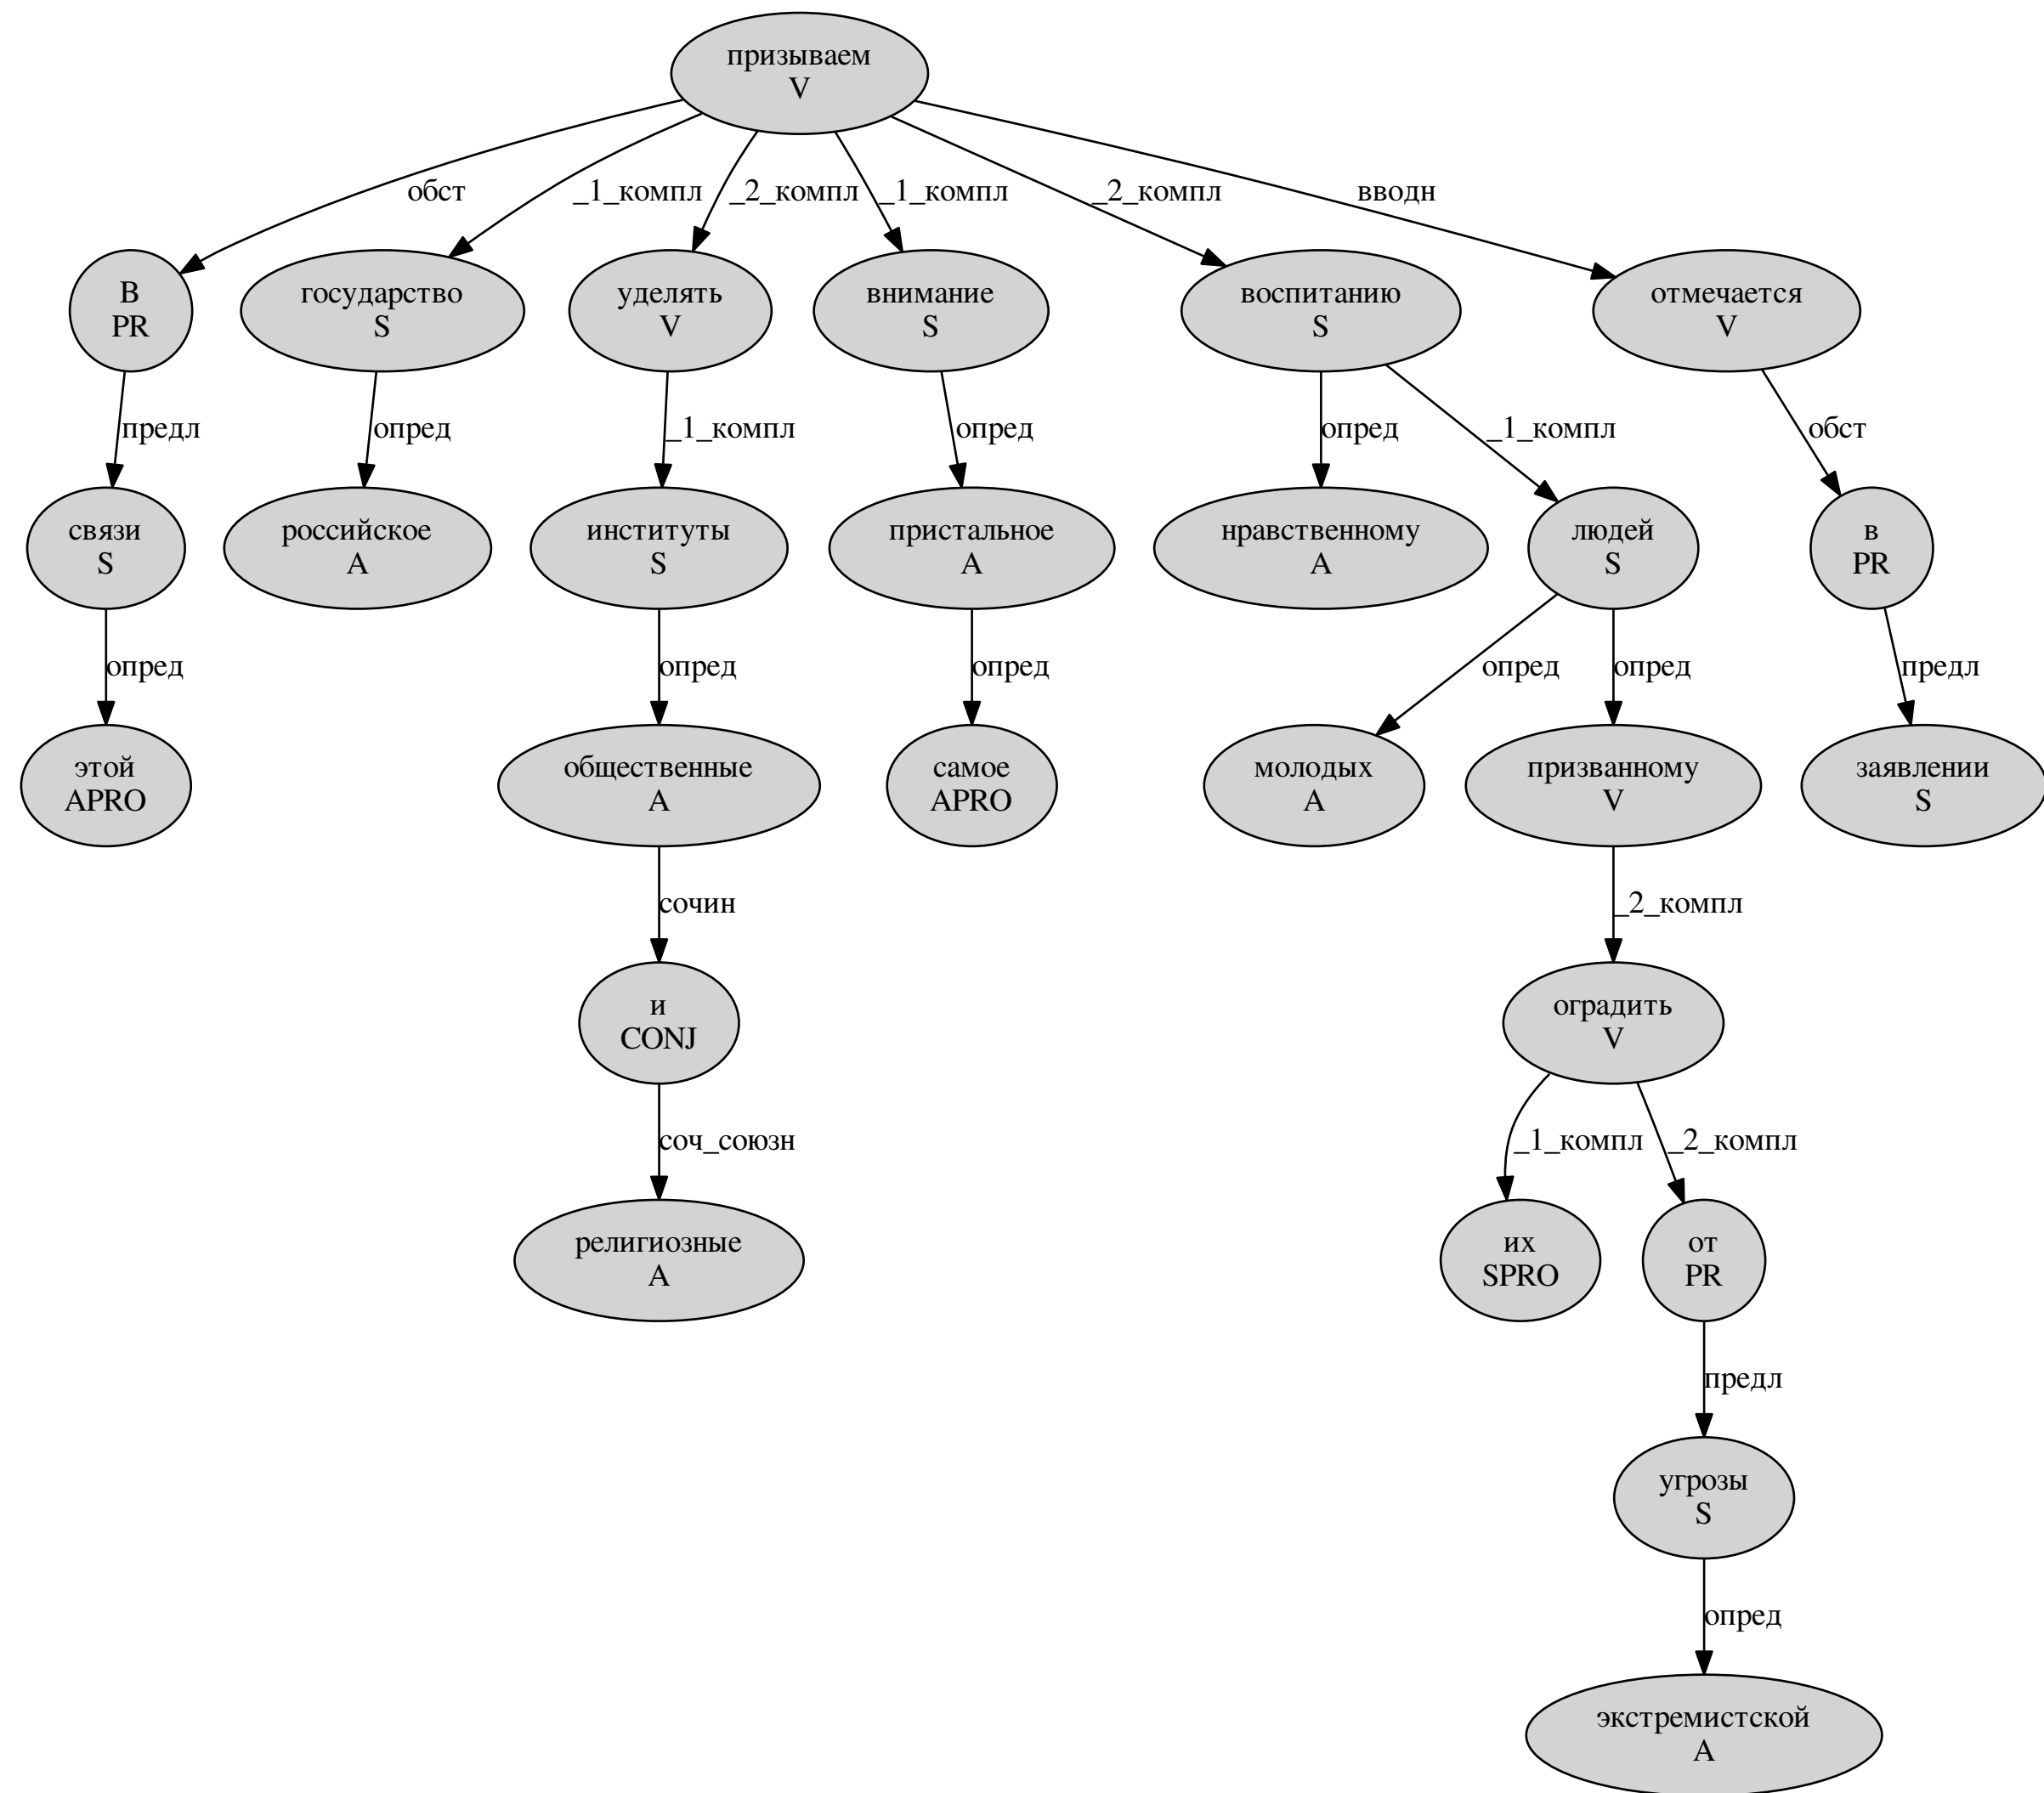 призываем
V
обст
_1_компл
_2_компл
_1_компл
_2_компл
вводн
В
PR
государство
S
уделять
V
внимание
S
воспитанию
S
отмечается
V
предл
опред
_1_компл
опред
опред
_1_компл
обст
связи
S
российское
A
институты
S
пристальное
A
нравственному
A
людей
S
в
PR
опред
опред
опред
опред
опред
предл
этой
APRO
общественные
A
самое
APRO
молодых
A
призванному
V
заявлении
S
сочин
_2_компл
и
CONJ
оградить
V
соч_союзн
_1_компл
_2_компл
религиозные
A
их
SPRO
от
PR
предл
угрозы
S
опред
экстремистской
A